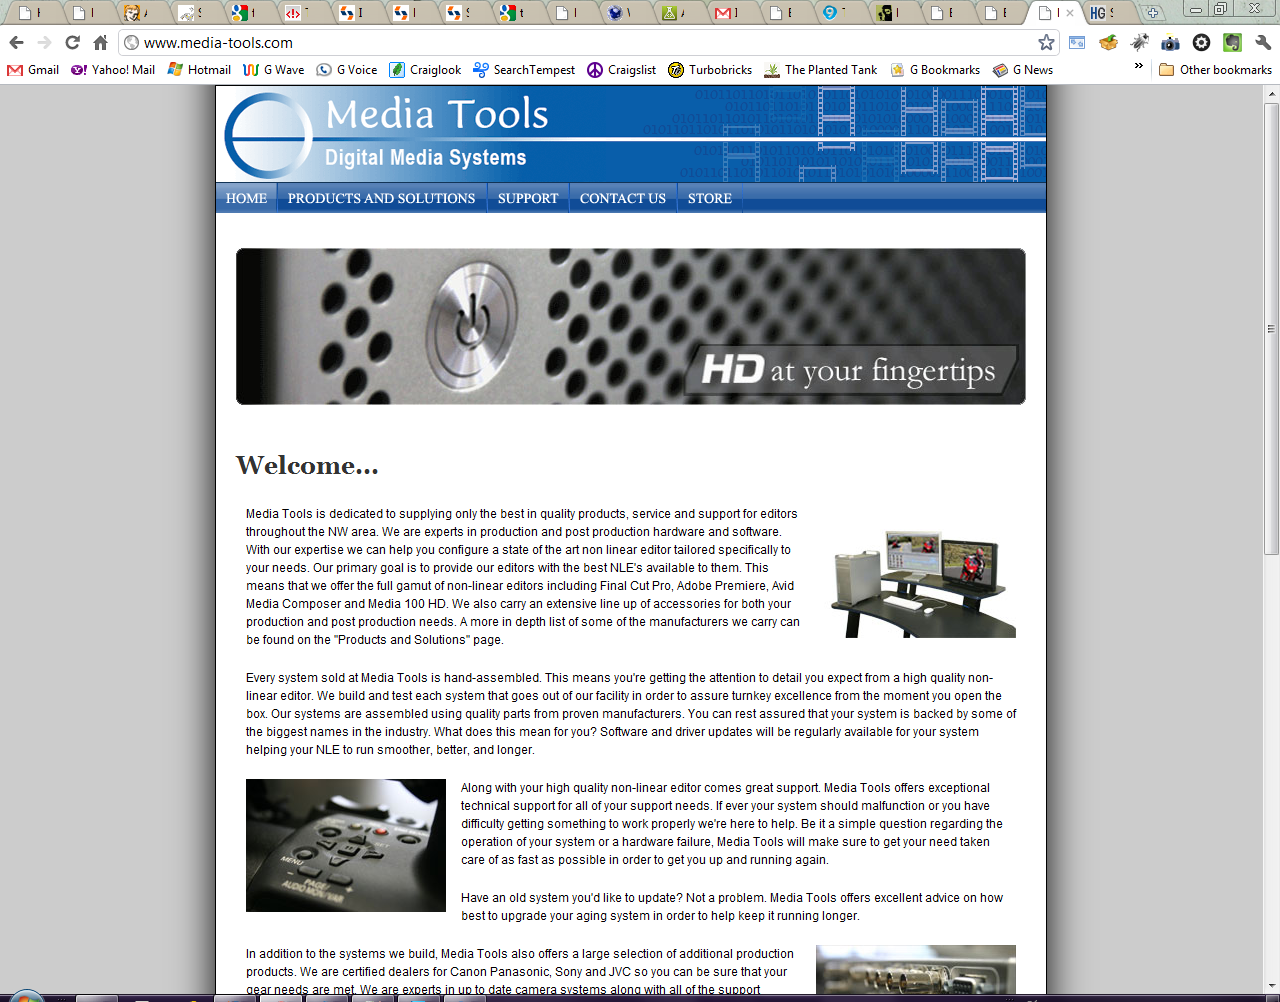 www.media-tools.com
Gmail Yahoo! Mail Hotmail G Wave G Voice Craiglook SearchTempest Craigslist Turbobricks The Planted Tank G Bookmarks G News » Other bookmarks
Media Tools
Digital Media Systems
HOME PRODUCTS AND SOLUTIONS SUPPORT CONTACT US STORE
HD at your fingertips
Welcome...
Media Tools is dedicated to supplying only the best in quality products, service and support for editors
throughout the NW area. We are experts in production and post production hardware and software.
With our expertise we can help you configure a state of the art non linear editor tailored specifically to
your needs. Our primary goal is to provide our editors with the best NLE's available to them. This
means that we offer the full gamut of non-linear editors including Final Cut Pro, Adobe Premiere, Avid
Media Composer and Media 100 HD. We also carry an extensive line up of accessories for both your
production and post production needs. A more in depth list of some of the manufacturers we carry can
be found on the "Products and Solutions" page.
Every system sold at Media Tools is hand-assembled. This means you're getting the attention to detail you expect from a high quality non-
linear editor. We build and test each system that goes out of our facility in order to assure turnkey excellence from the moment you open the
box. Our systems are assembled using quality parts from proven manufacturers. You can rest assured that your system is backed by some of
the biggest names in the industry. What does this mean for you? Software and driver updates will be regularly available for your system
helping your NLE to run smoother, better, and longer.
Along with your high quality non-linear editor comes great support. Media Tools offers exceptional
technical support for all of your support needs. If ever your system should malfunction or you have
difficulty getting something to work properly we're here to help. Be it a simple question regarding the
operation of your system or a hardware failure, Media Tools will make sure to get your need taken
care of as fast as possible in order to get you up and running again.
MENU
PAGE/
AUDIO MON/VAR
Have an old system you'd like to update? Not a problem. Media Tools offers excellent advice on how
best to upgrade your aging system in order to help keep it running longer.
In addition to the systems we build, Media Tools also offers a large selection of additional production
products. We are certified dealers for Canon Panasonic, Sony and JVC so you can be sure that your
gear needs are met. We are experts in up to date camera systems along with all of the support